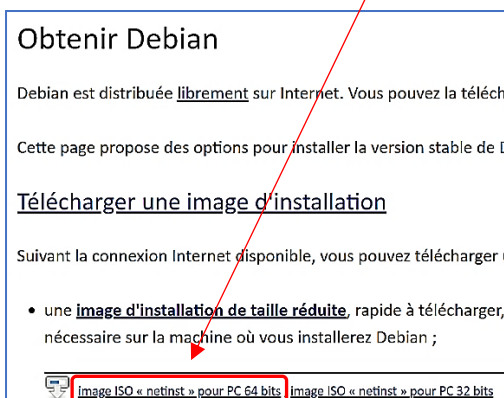 Obtenir Debian
Debian est distribuée librement sur Internet. Vous pouvez la téléch
Cette page propose des options pour installer la version stable de D
Télécharger une image d'installation
Suivant la connexion Internet disponible, vous pouvez télécharger
• une image d'installation de taille réduite, rapide à télécharger,
nécessaire sur la machine où vous installerez Debian ;
image ISO « netinst » pour PC 64 bits image ISO « netinst » pour PC 32 bits